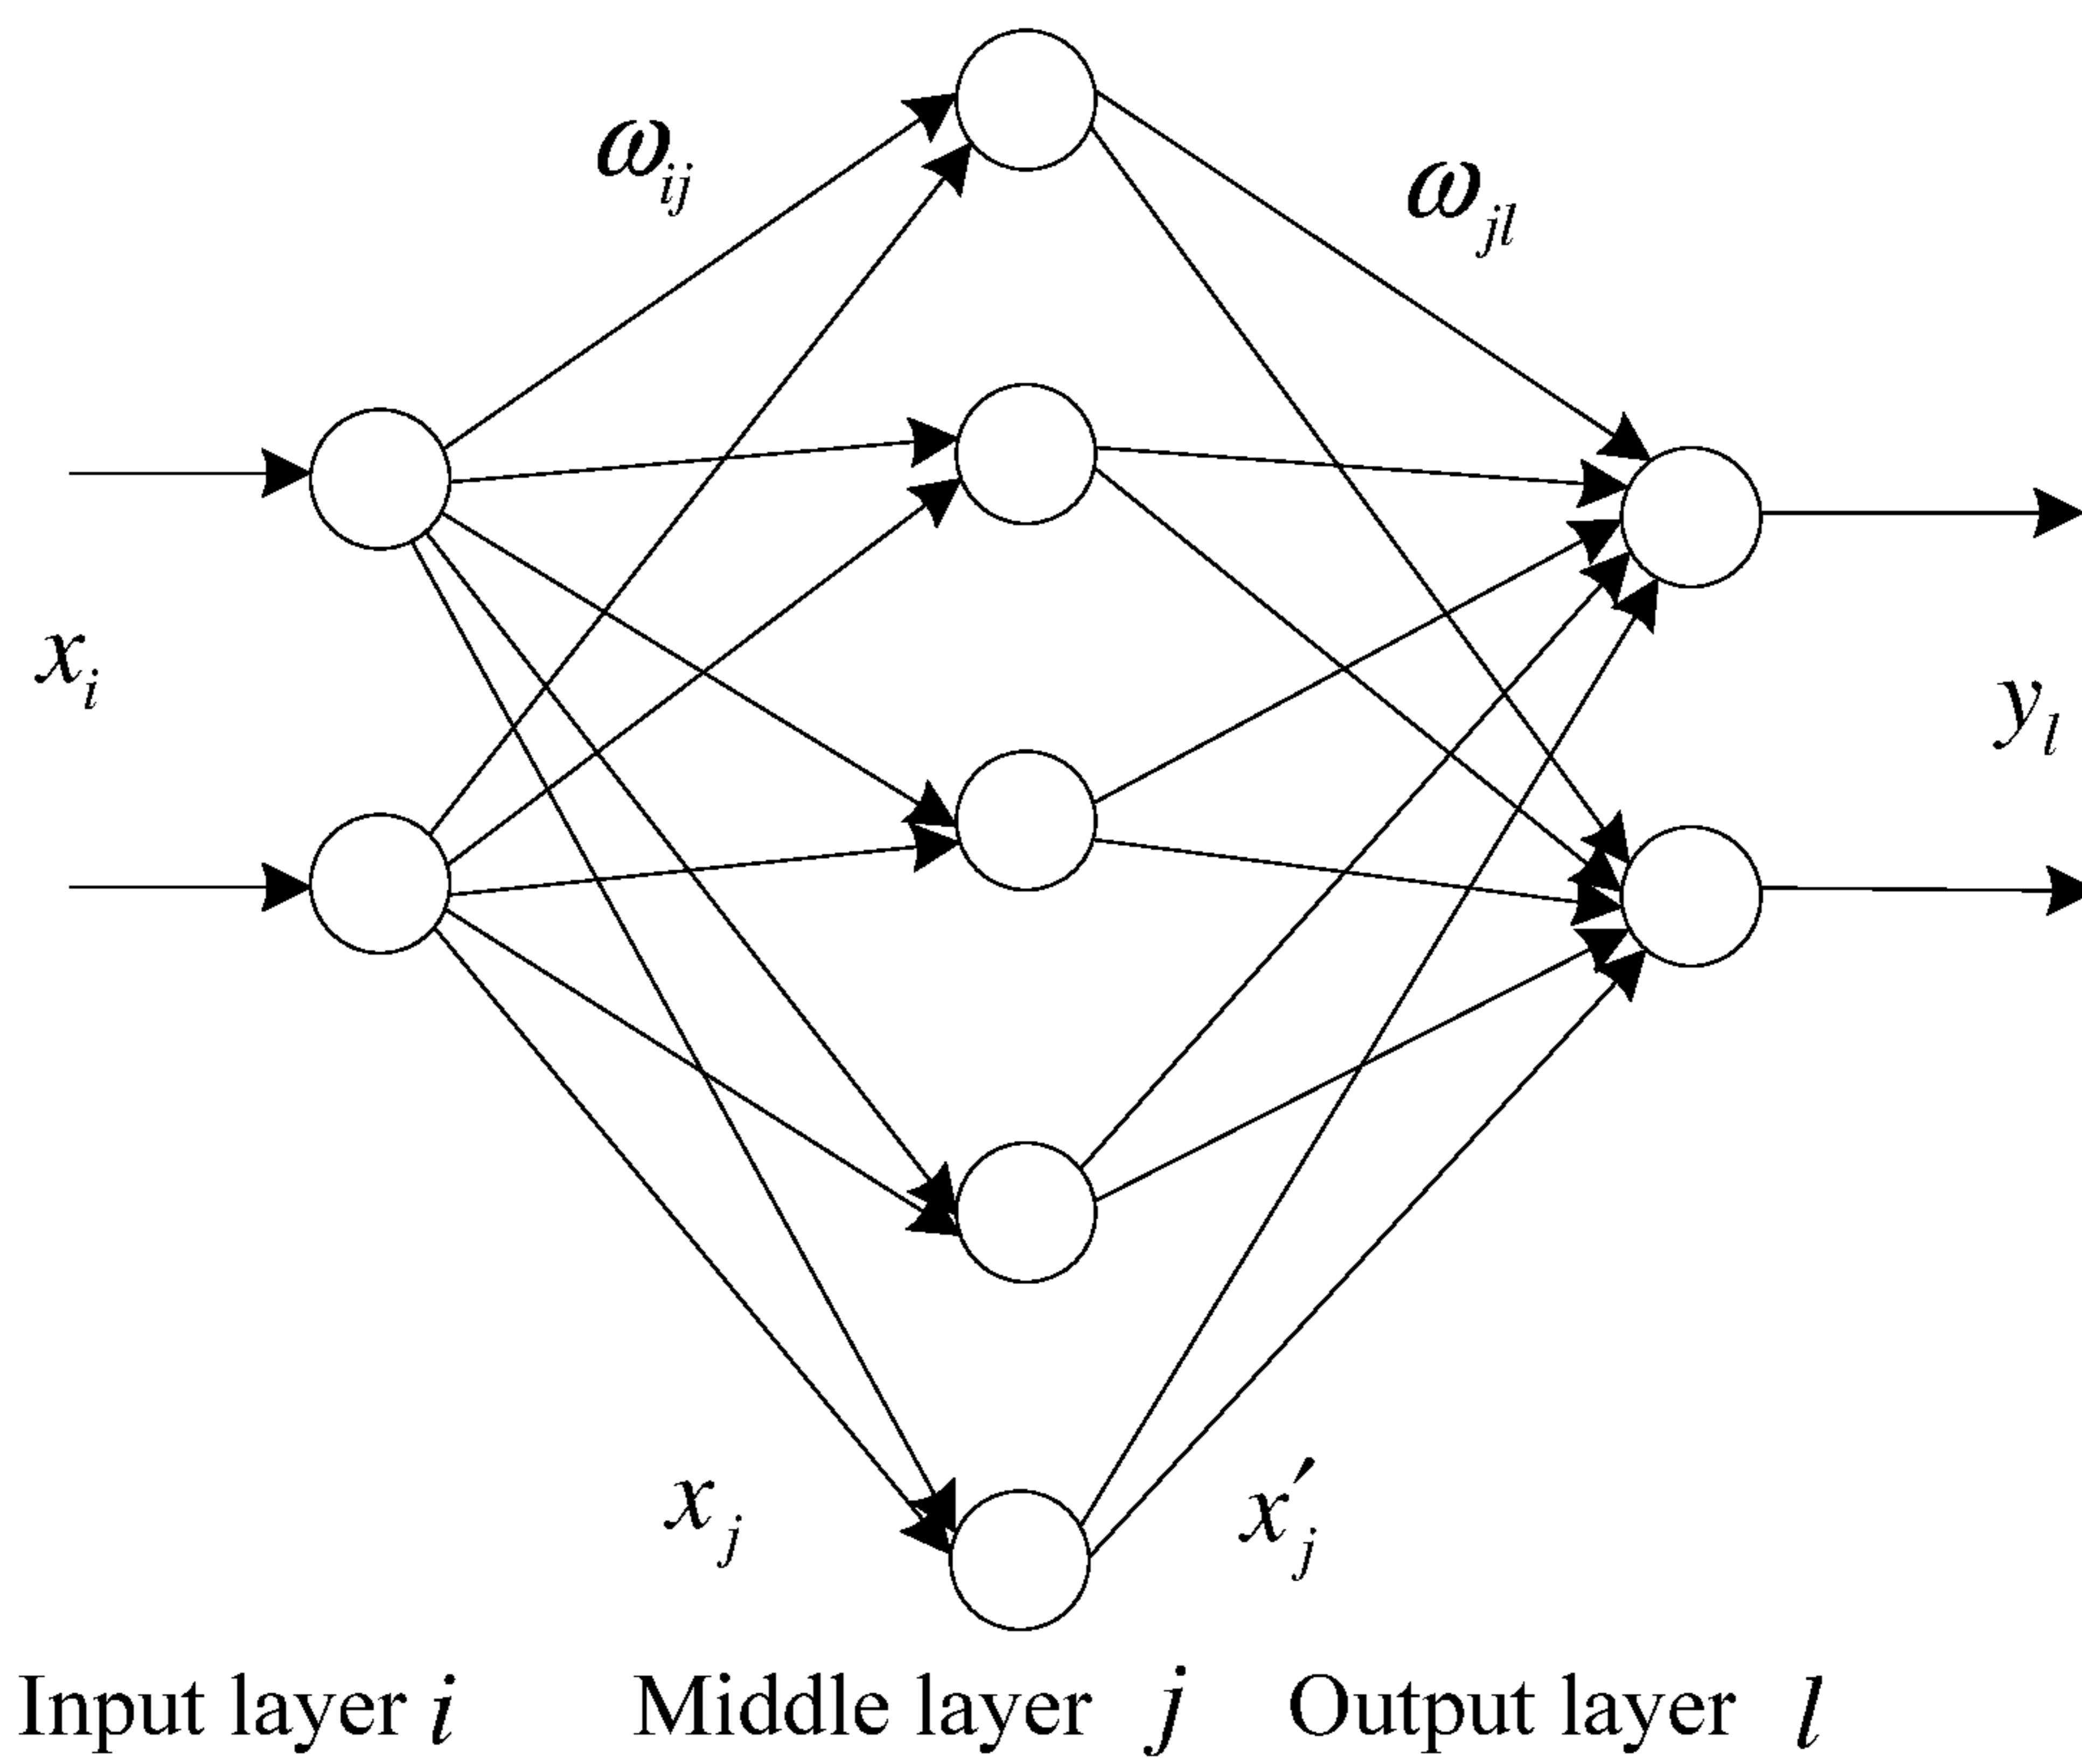 ω_ij
ω_jl
x_i
y_l
x_j
x′_j
Input layer i
Middle layer j
Output layer l